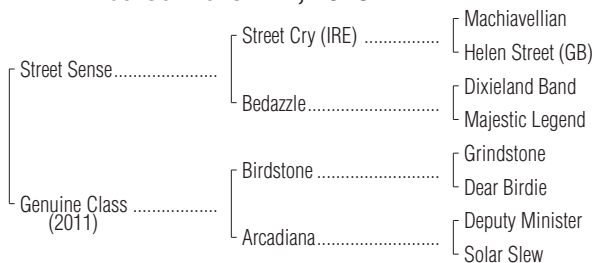 Street Cry (IRE)
Machiavellian
Helen Street (GB)
Street Sense
Bedazzle
Dixieland Band
Majestic Legend
Birdstone
Grindstone
Dear Birdie
Genuine Class
(2011)
Arcadiana
Deputy Minister
Solar Slew